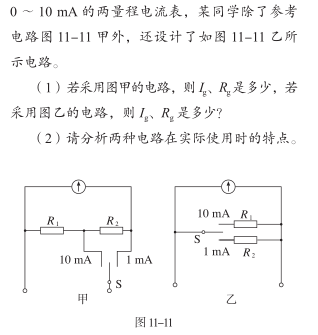 0 ~ 10 mA 的两量程电流表，某同学除了参考
电路图 11–11 甲外，还设计了如图 11–11 乙所
示电路。
（1）若采用图甲的电路，则 Ig、Rg是多少，若
采用图乙的电路，则 Ig、Rg是多少？
（2）请分析两种电路在实际使用时的特点。
R1
R2
10 mA
1 mA
S
甲
10 mA R1
S
1 mA R2
乙
图 11–11